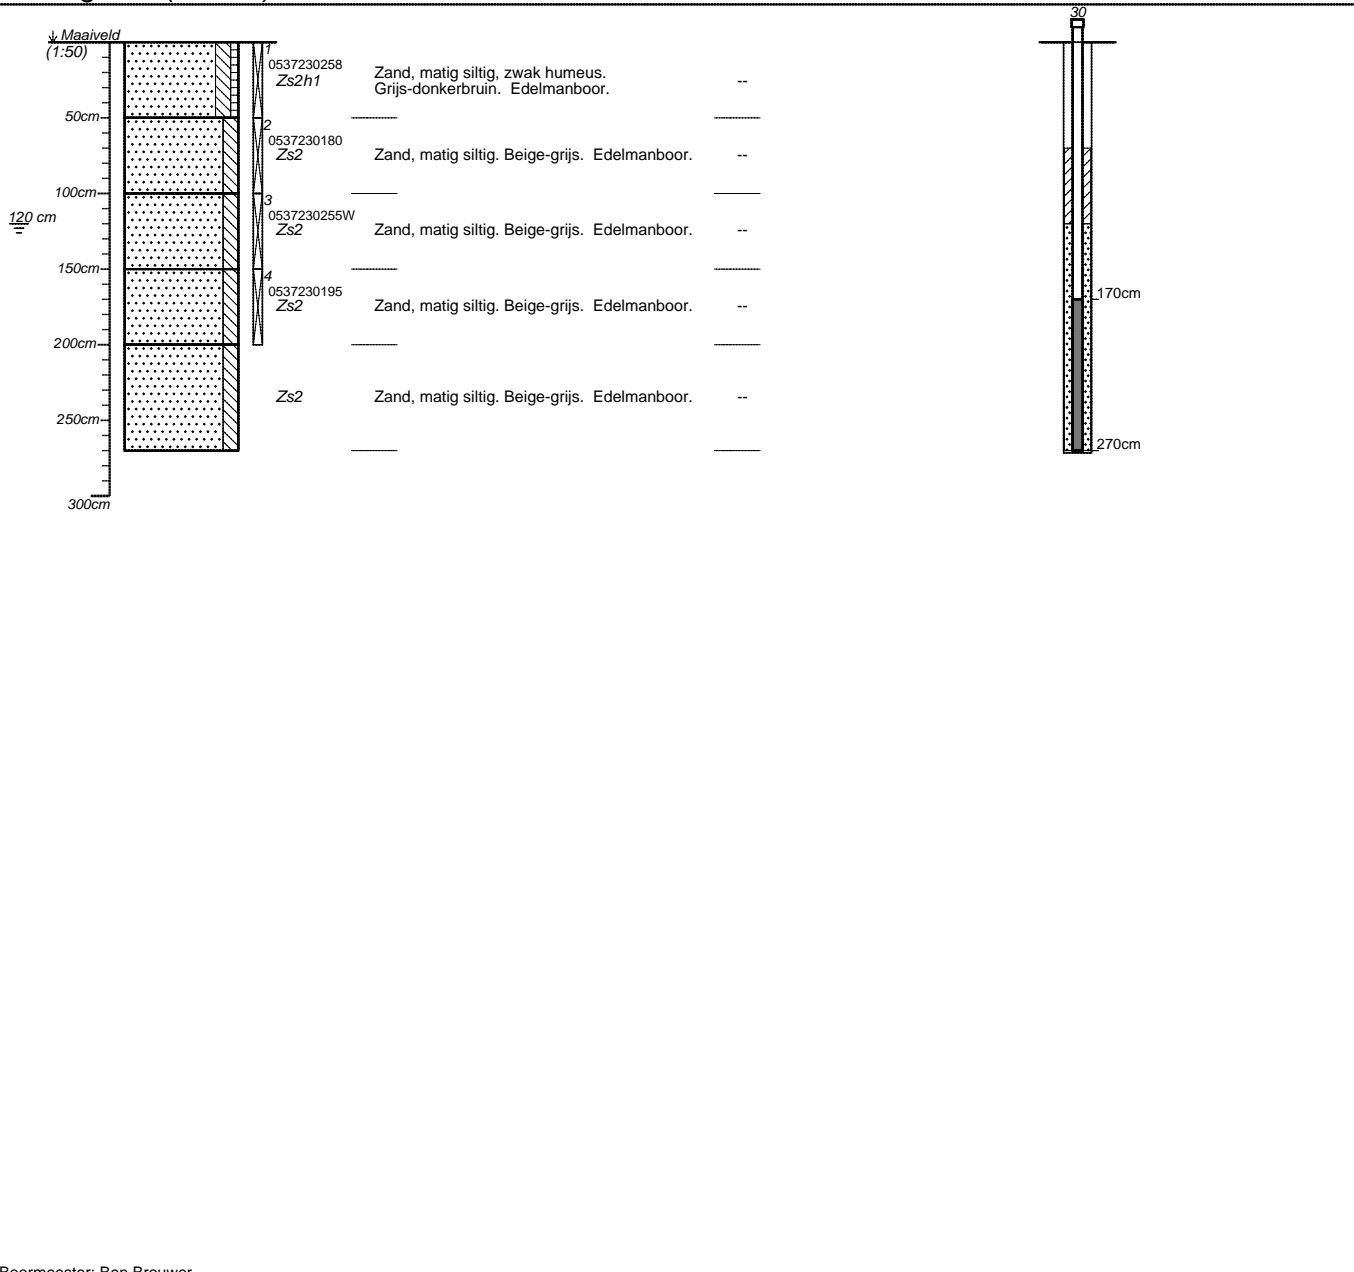 30
Maaiveld
(1:50)
1
0537230258
Zs2h1
Zand, matig siltig, zwak humeus.
Grijs-donkerbruin. Edelmanboor.
--
50cm
2
0537230180
Zs2
Zand, matig siltig. Beige-grijs. Edelmanboor.
--
100cm
3
120 cm
0537230255W
Zs2
Zand, matig siltig. Beige-grijs. Edelmanboor.
--
150cm
4
0537230195
Zs2
Zand, matig siltig. Beige-grijs. Edelmanboor.
--
170cm
200cm
Zs2
Zand, matig siltig. Beige-grijs. Edelmanboor.
--
250cm
270cm
300cm
Boormeester: Ben Brouwer